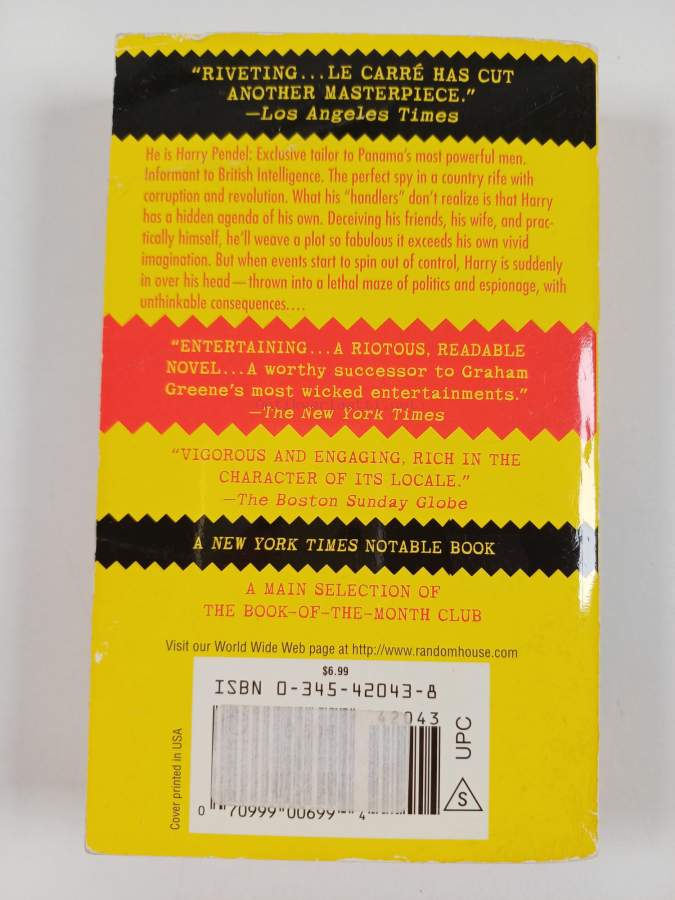 “RIVETING...LE CARRÉ HAS CUT
ANOTHER MASTERPIECE.”
—Los Angeles Times
He is Harry Pendel: Exclusive tailor to Panama’s most powerful men.
Informant to British Intelligence. The perfect spy in a country rife with
corruption and revolution. What his “handlers” don’t realize is that Harry
has a hidden agenda of his own. Deceiving his friends, his wife, and prac-
tically himself, he’ll weave a plot so fabulous it exceeds his own vivid
imagination. But when events start to spin out of control, Harry is suddenly
in over his head—thrown into a lethal maze of politics and espionage, with
unthinkable consequences....
“ENTERTAINING...A RIOTOUS, READABLE
NOVEL...A worthy successor to Graham
Greene’s most wicked entertainments.”
—The New York Times
“VIGOROUS AND ENGAGING, RICH IN THE
CHARACTER OF ITS LOCALE.”
—The Boston Sunday Globe
A NEW YORK TIMES NOTABLE BOOK
A MAIN SELECTION OF
THE BOOK-OF-THE-MONTH CLUB
Visit our World Wide Web page at http://www.randomhouse.com
$6.99
ISBN 0-345-42043-8
42043
0 70999 00699 4
UPC
S
Cover printed in USA